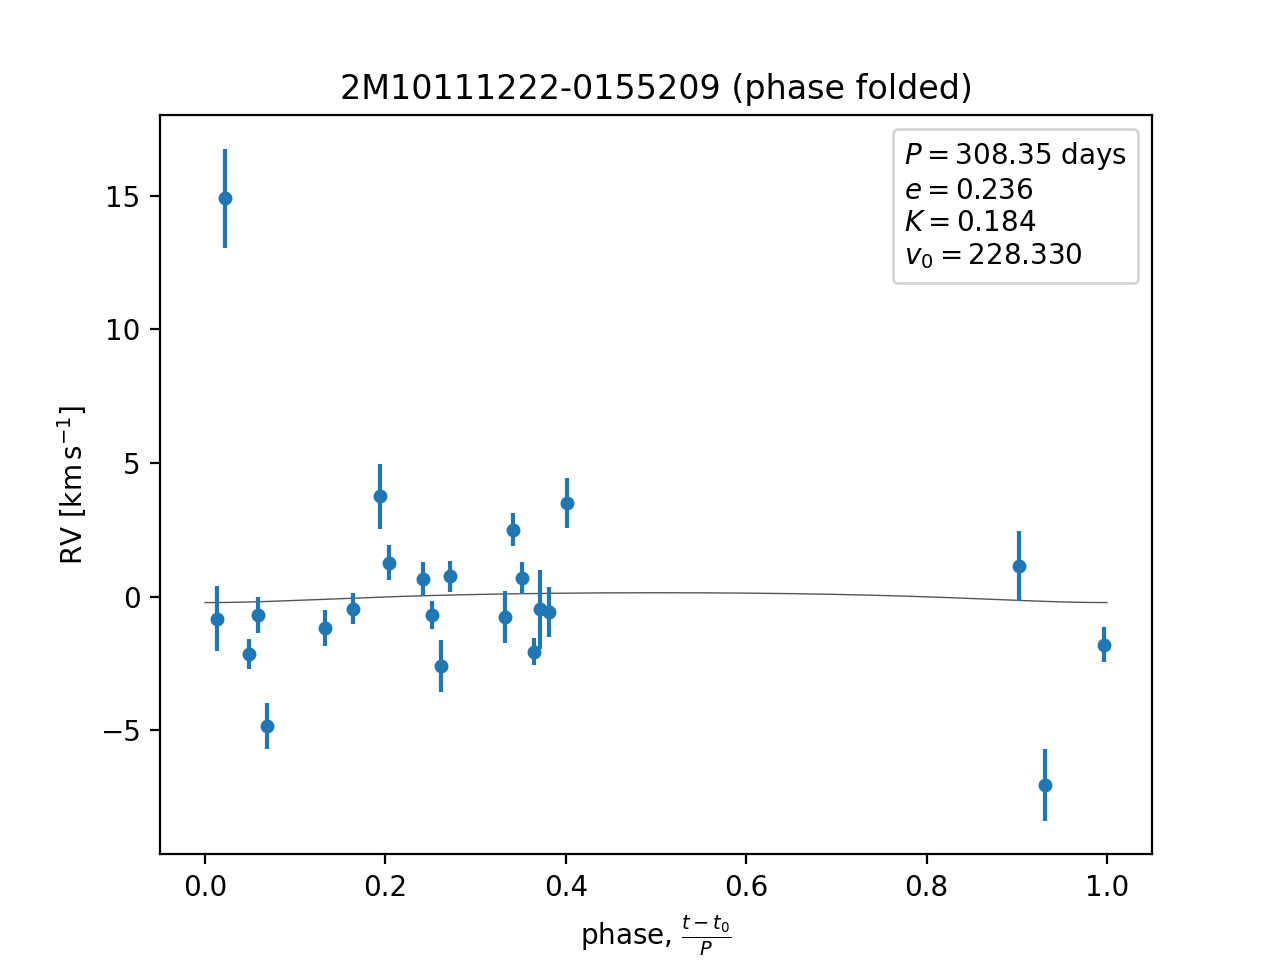 2M10111222-0155209 (phase folded)
P = 308.35 days
e = 0.236
K = 0.184
v₀ = 228.330
15
10
5
0
−5
RV [km s⁻¹]
0.0 0.2 0.4 0.6 0.8 1.0
phase, (t − t₀)/P